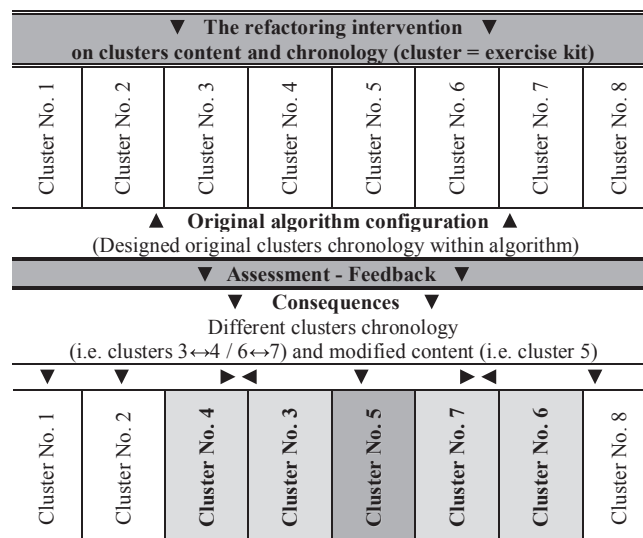 ▼ The refactoring intervention ▼
on clusters content and chronology (cluster = exercise kit)
Cluster No. 1
Cluster No. 2
Cluster No. 3
Cluster No. 4
Cluster No. 5
Cluster No. 6
Cluster No. 7
Cluster No. 8
▲ Original algorithm configuration ▲
(Designed original clusters chronology within algorithm)
▼ Assessment - Feedback ▼
▼ Consequences ▼
Different clusters chronology
(i.e. clusters 3↔4 / 6↔7) and modified content (i.e. cluster 5)
▼ ▼ ►◄ ▼ ►◄ ▼
Cluster No. 1
Cluster No. 2
Cluster No. 4
Cluster No. 3
Cluster No. 5
Cluster No. 7
Cluster No. 6
Cluster No. 8